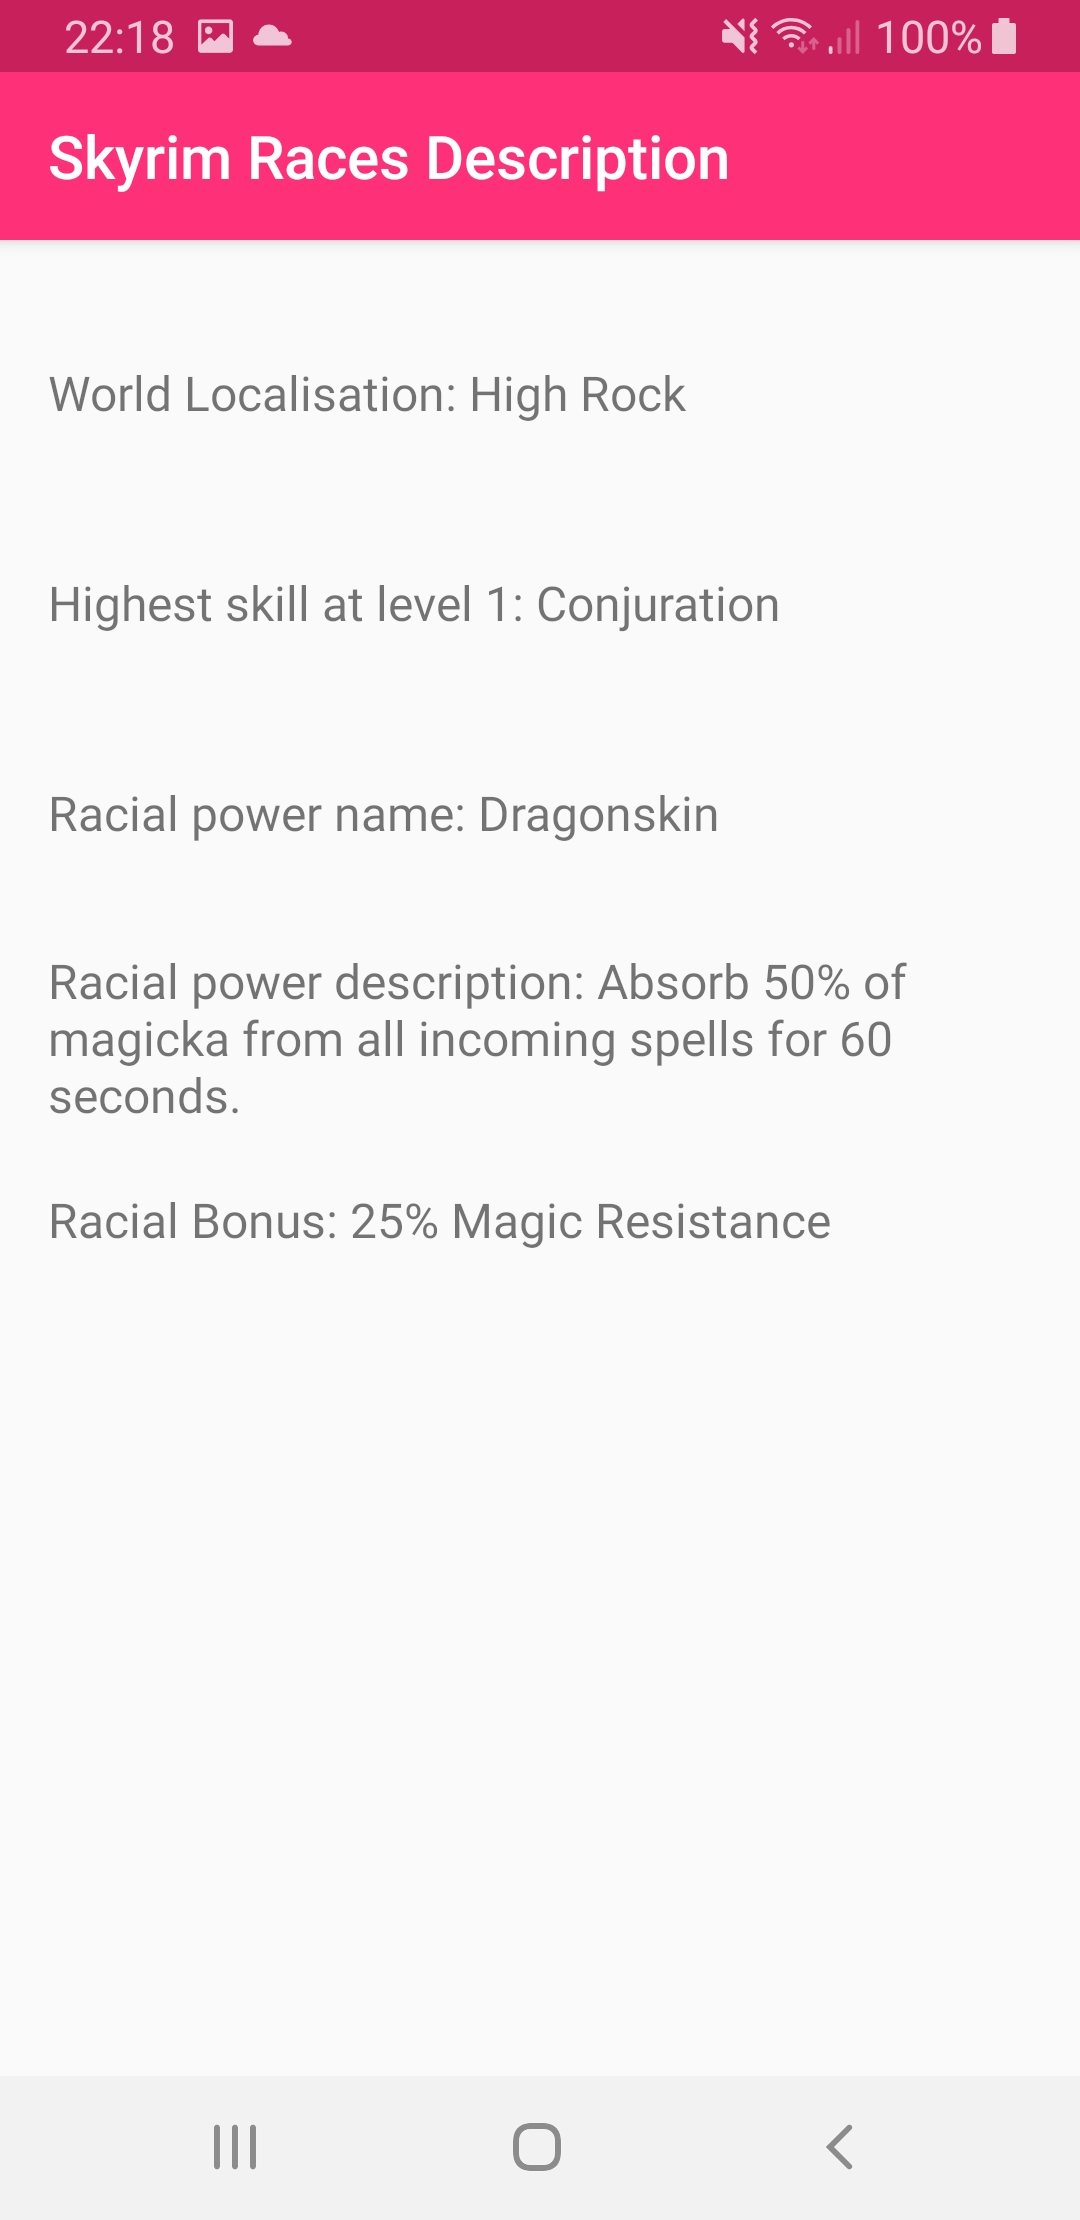 22:18 100%
Skyrim Races Description
World Localisation: High Rock
Highest skill at level 1: Conjuration
Racial power name: Dragonskin
Racial power description: Absorb 50% of
magicka from all incoming spells for 60
seconds.
Racial Bonus: 25% Magic Resistance